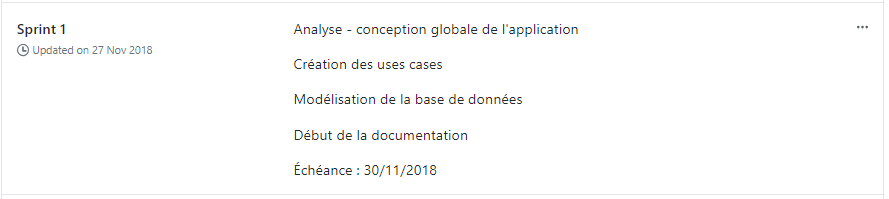 Sprint 1
Updated on 27 Nov 2018
Analyse - conception globale de l'application
Création des uses cases
Modélisation de la base de données
Début de la documentation
Échéance : 30/11/2018